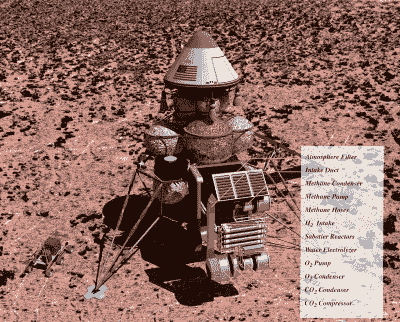 Atmosphere Filter
Intake Duct
Methane Condenser
Methane Pump
Methane Hoses
H2 Intake
Sabatier Reactors
Water Electrolyzer
O2 Pump
O2 Condenser
CO2 Condenser
CO2 Compressor